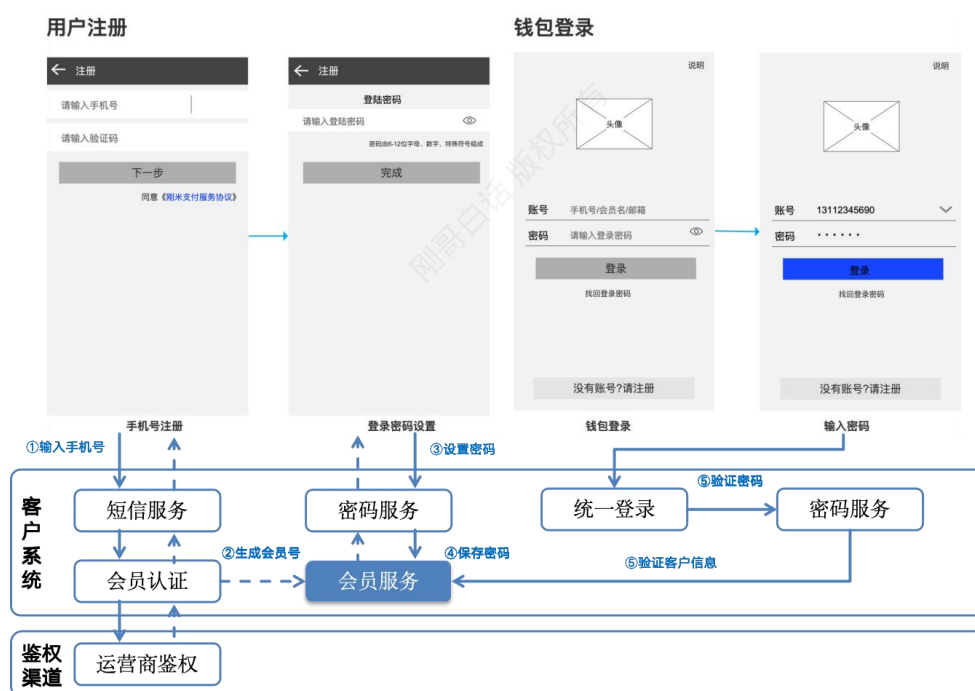 用户注册
钱包登录
注册
请输入手机号
请输入验证码
下一步
同意《刚米支付服务协议》
注册
登陆密码
请输入登陆密码
密码由6-12位字母、数字、特殊符号组成
完成
说明
头像
账号 手机号/会员名/邮箱
密码 请输入登录密码
登录
找回登录密码
没有账号?请注册
说明
头像
账号 13112345690
密码 ······
登录
找回登录密码
没有账号?请注册
刚哥白话 版权所有
手机号注册
登录密码设置
钱包登录
输入密码
①输入手机号
③设置密码
⑤验证密码
客户系统
短信服务
密码服务
统一登录
密码服务
②生成会员号
④保存密码
⑤验证客户信息
会员认证
会员服务
鉴权
渠道
运营商鉴权